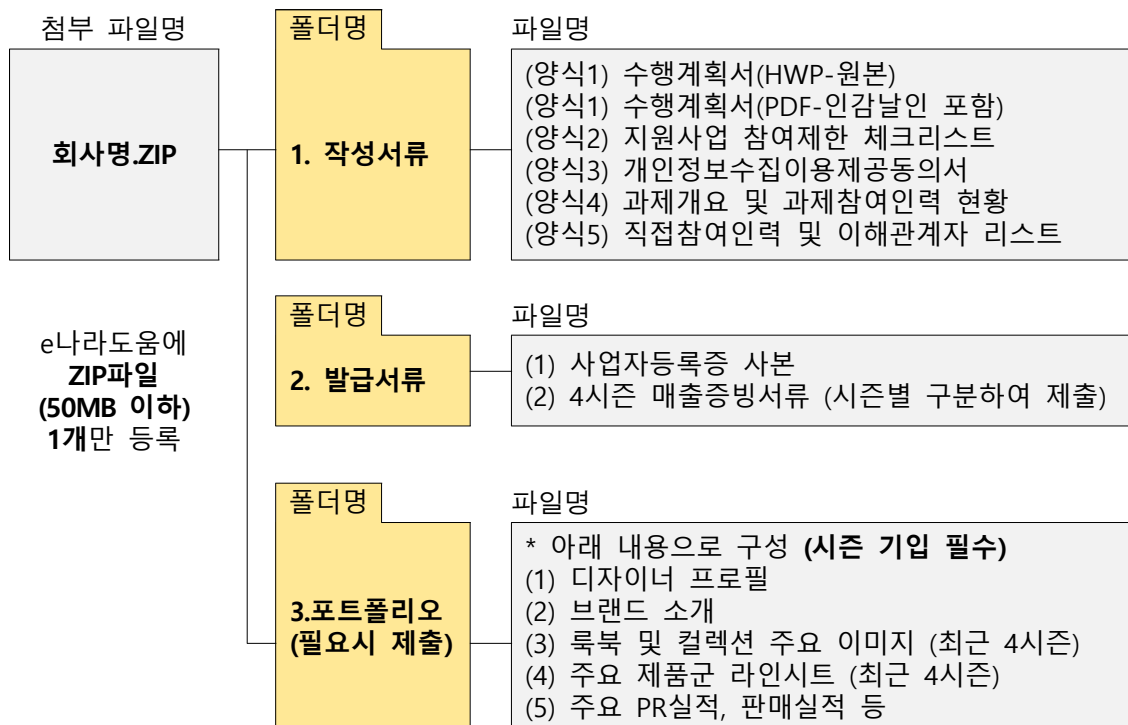 첨부 파일명
회사명.ZIP
e나라도움에
ZIP파일
(50MB 이하)
1개만 등록
폴더명
1. 작성서류
파일명
(양식1) 수행계획서(HWP-원본)
(양식1) 수행계획서(PDF-인감날인 포함)
(양식2) 지원사업 참여제한 체크리스트
(양식3) 개인정보수집이용제공동의서
(양식4) 과제개요 및 과제참여인력 현황
(양식5) 직접참여인력 및 이해관계자 리스트
폴더명
2. 발급서류
파일명
(1) 사업자등록증 사본
(2) 4시즌 매출증빙서류 (시즌별 구분하여 제출)
폴더명
3.포트폴리오
(필요시 제출)
파일명
* 아래 내용으로 구성 (시즌 기입 필수)
(1) 디자이너 프로필
(2) 브랜드 소개
(3) 룩북 및 컬렉션 주요 이미지 (최근 4시즌)
(4) 주요 제품군 라인시트 (최근 4시즌)
(5) 주요 PR실적, 판매실적 등